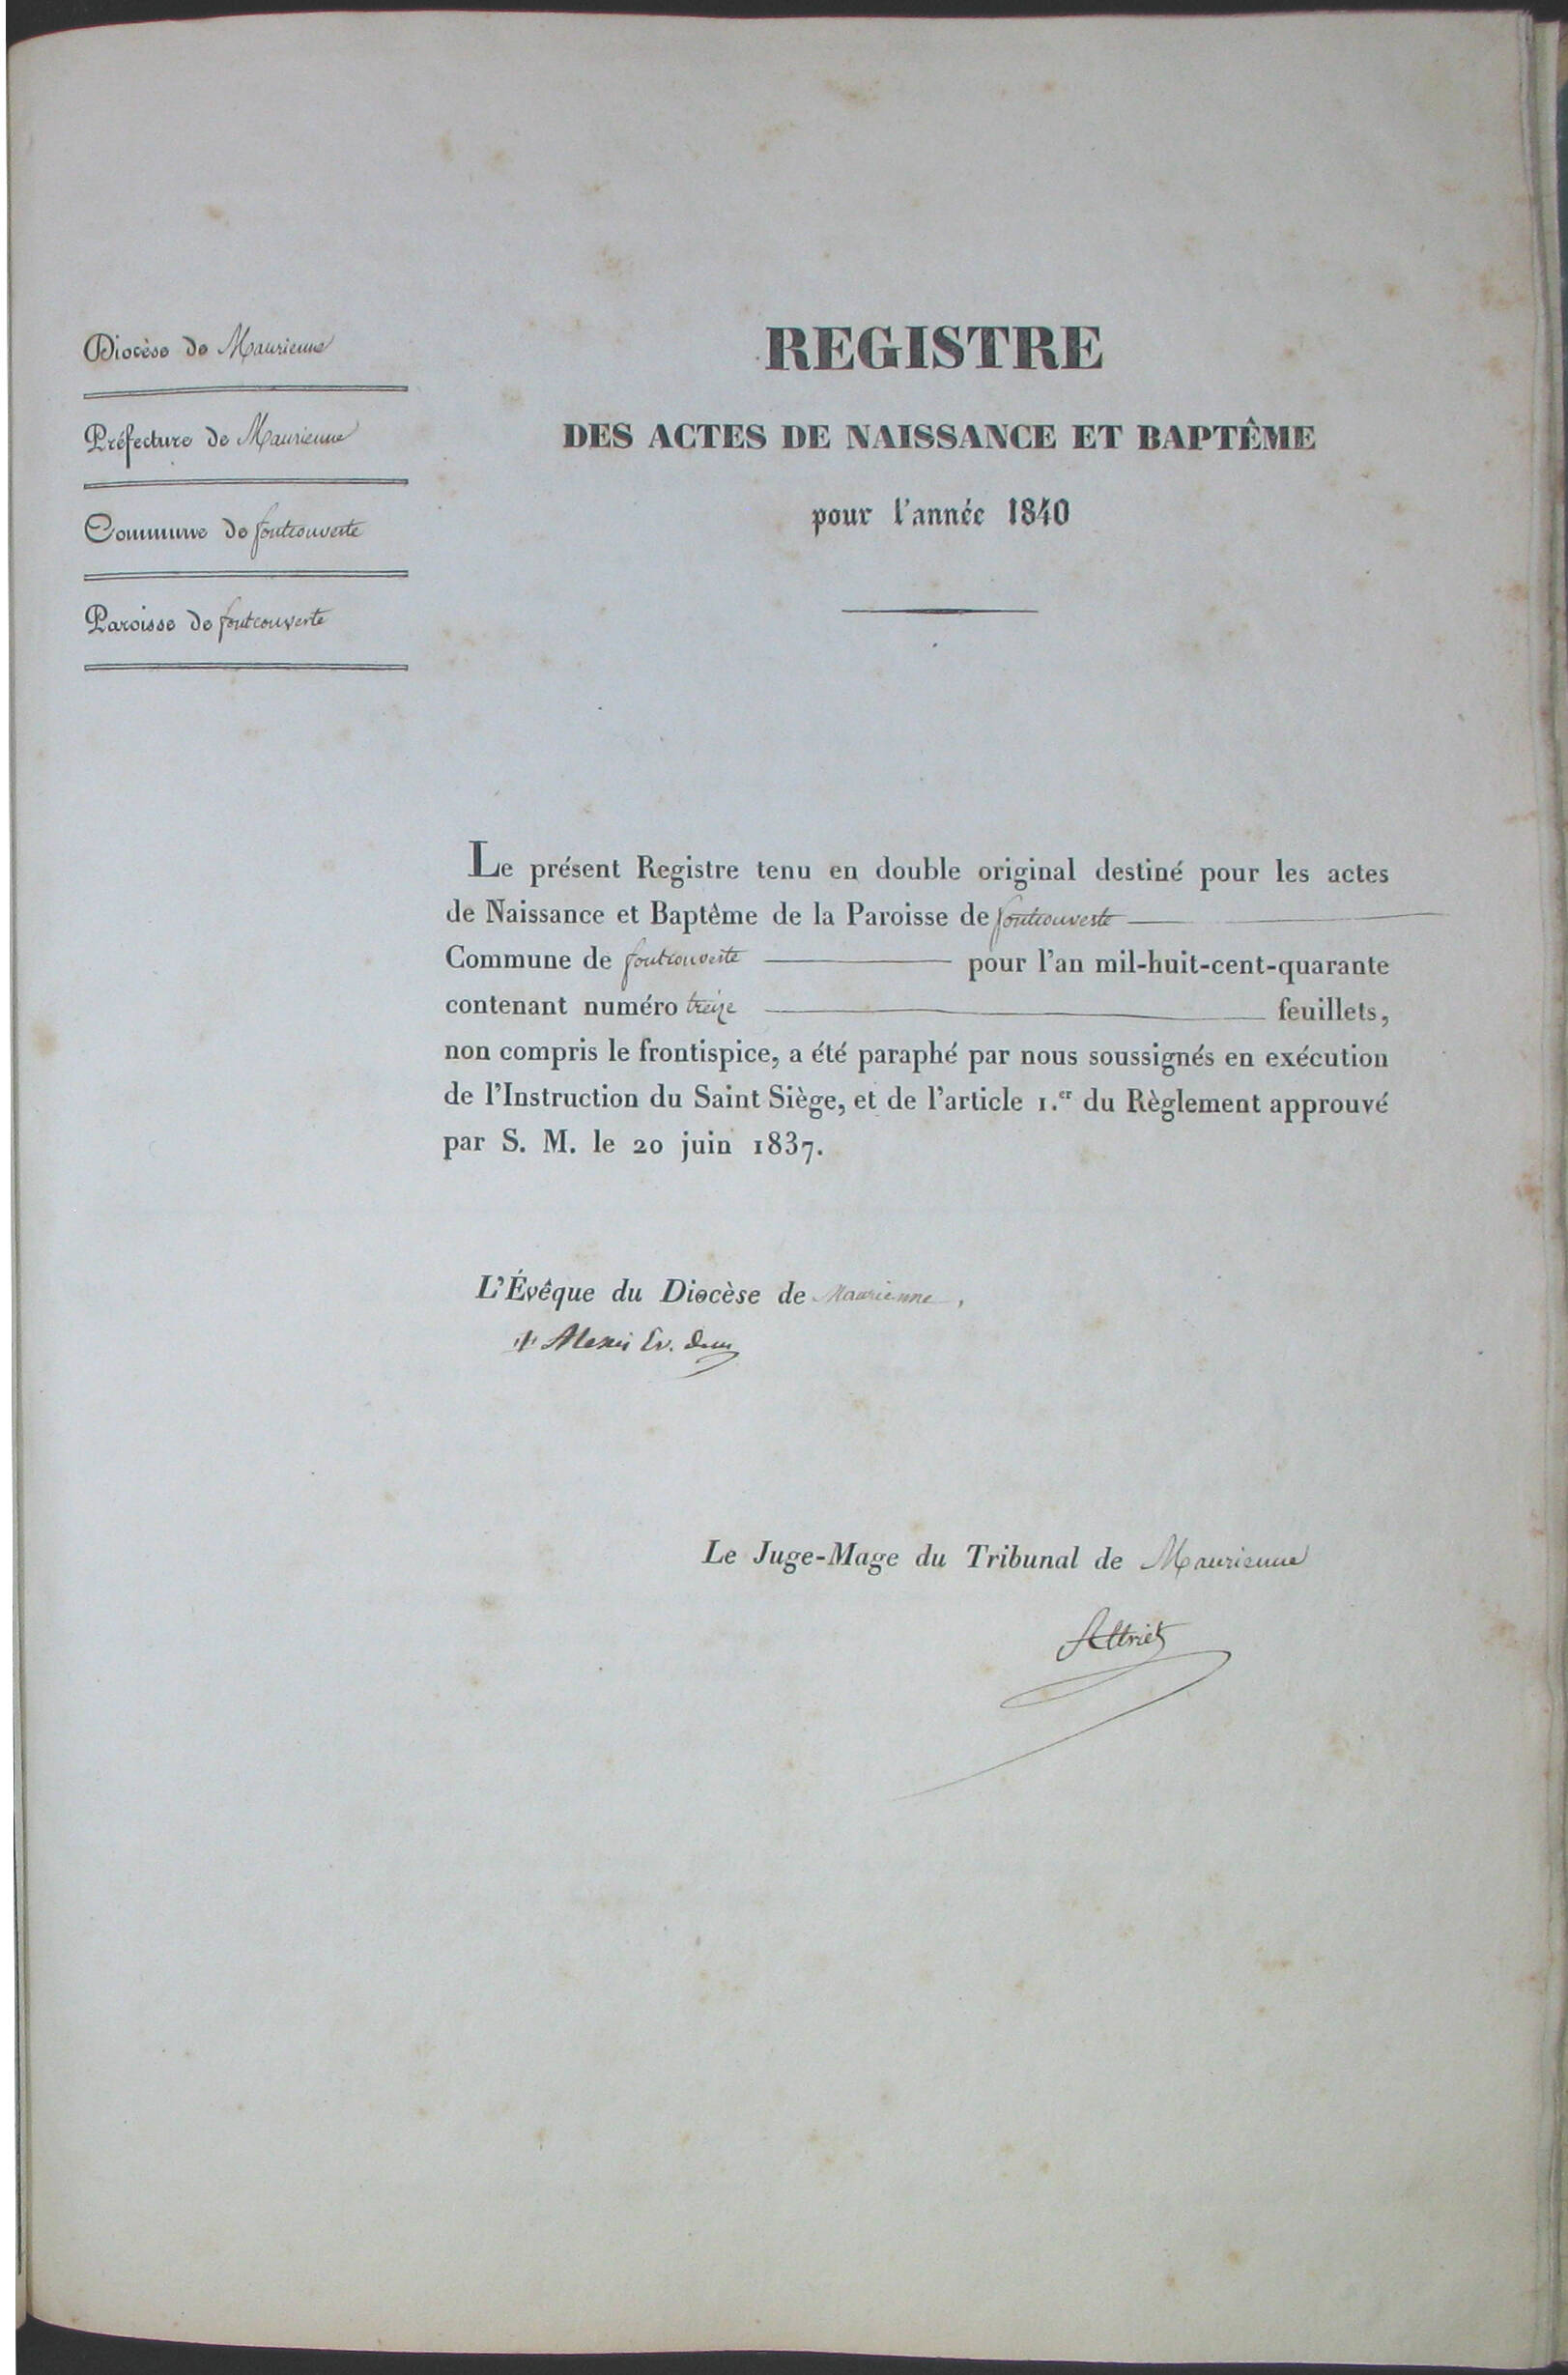 Diocèse de Maurienne
Préfecture de Maurienne
Commune de fontcouverte
Paroisse de fontcouverte
REGISTRE
DES ACTES DE NAISSANCE ET BAPTÊME
pour l'année 1840
Le présent Registre tenu en double original destiné pour les actes
de Naissance et Baptême de la Paroisse de fontcouverte
Commune de fontcouverte pour l'an mil-huit-cent-quarante
contenant numéro treize feuillets,
non compris le frontispice, a été paraphé par nous soussignés en exécution
de l'Instruction du Saint Siège, et de l'article 1.er du Règlement approuvé
par S. M. le 20 juin 1837.
L'Évêque du Diocèse de Maurienne,
Alexis Ev.
Le Juge-Mage du Tribunal de Maurienne